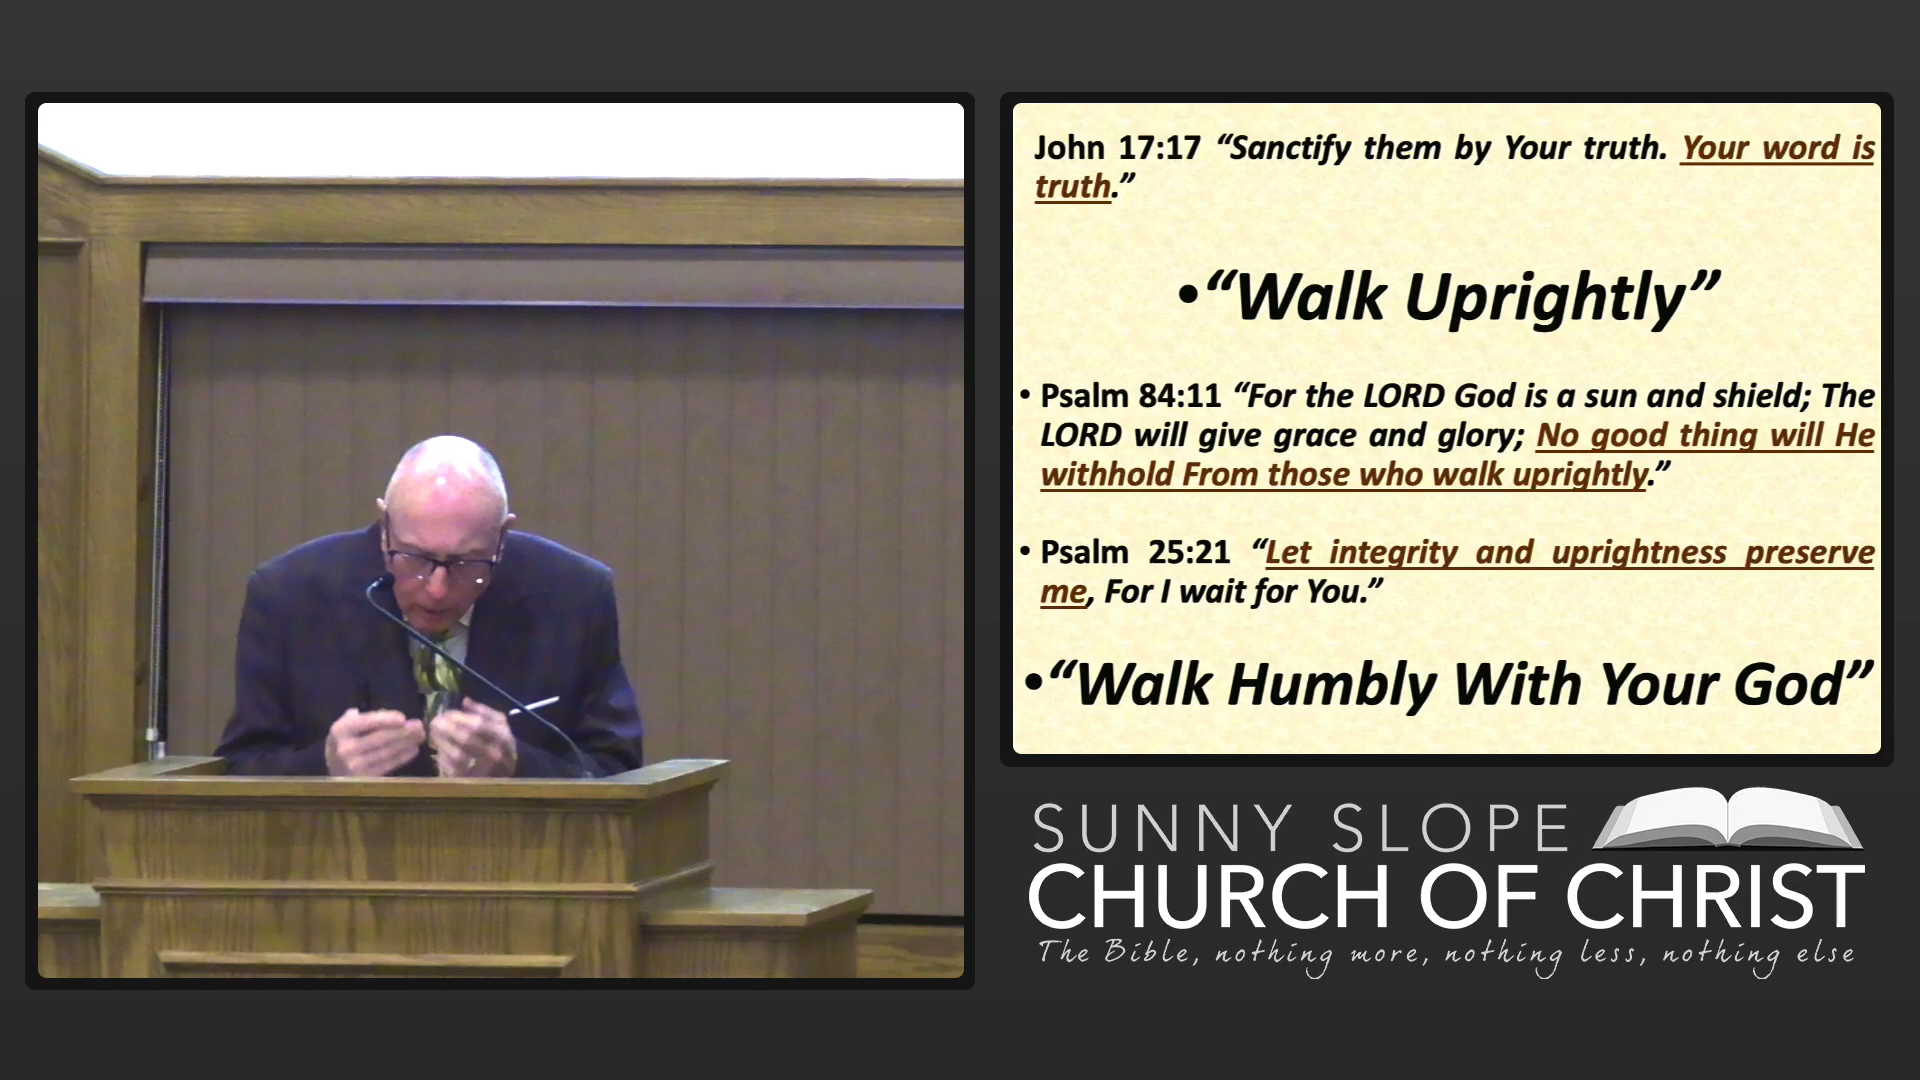 John 17:17 “Sanctify them by Your truth. Your word is
truth.”
•“Walk Uprightly”
• Psalm 84:11 “For the LORD God is a sun and shield; The
LORD will give grace and glory; No good thing will He
withhold From those who walk uprightly.”
• Psalm 25:21 “Let integrity and uprightness preserve
me, For I wait for You.”
•“Walk Humbly With Your God”
SUNNY SLOPE
CHURCH OF CHRIST
The Bible, nothing more, nothing less, nothing else